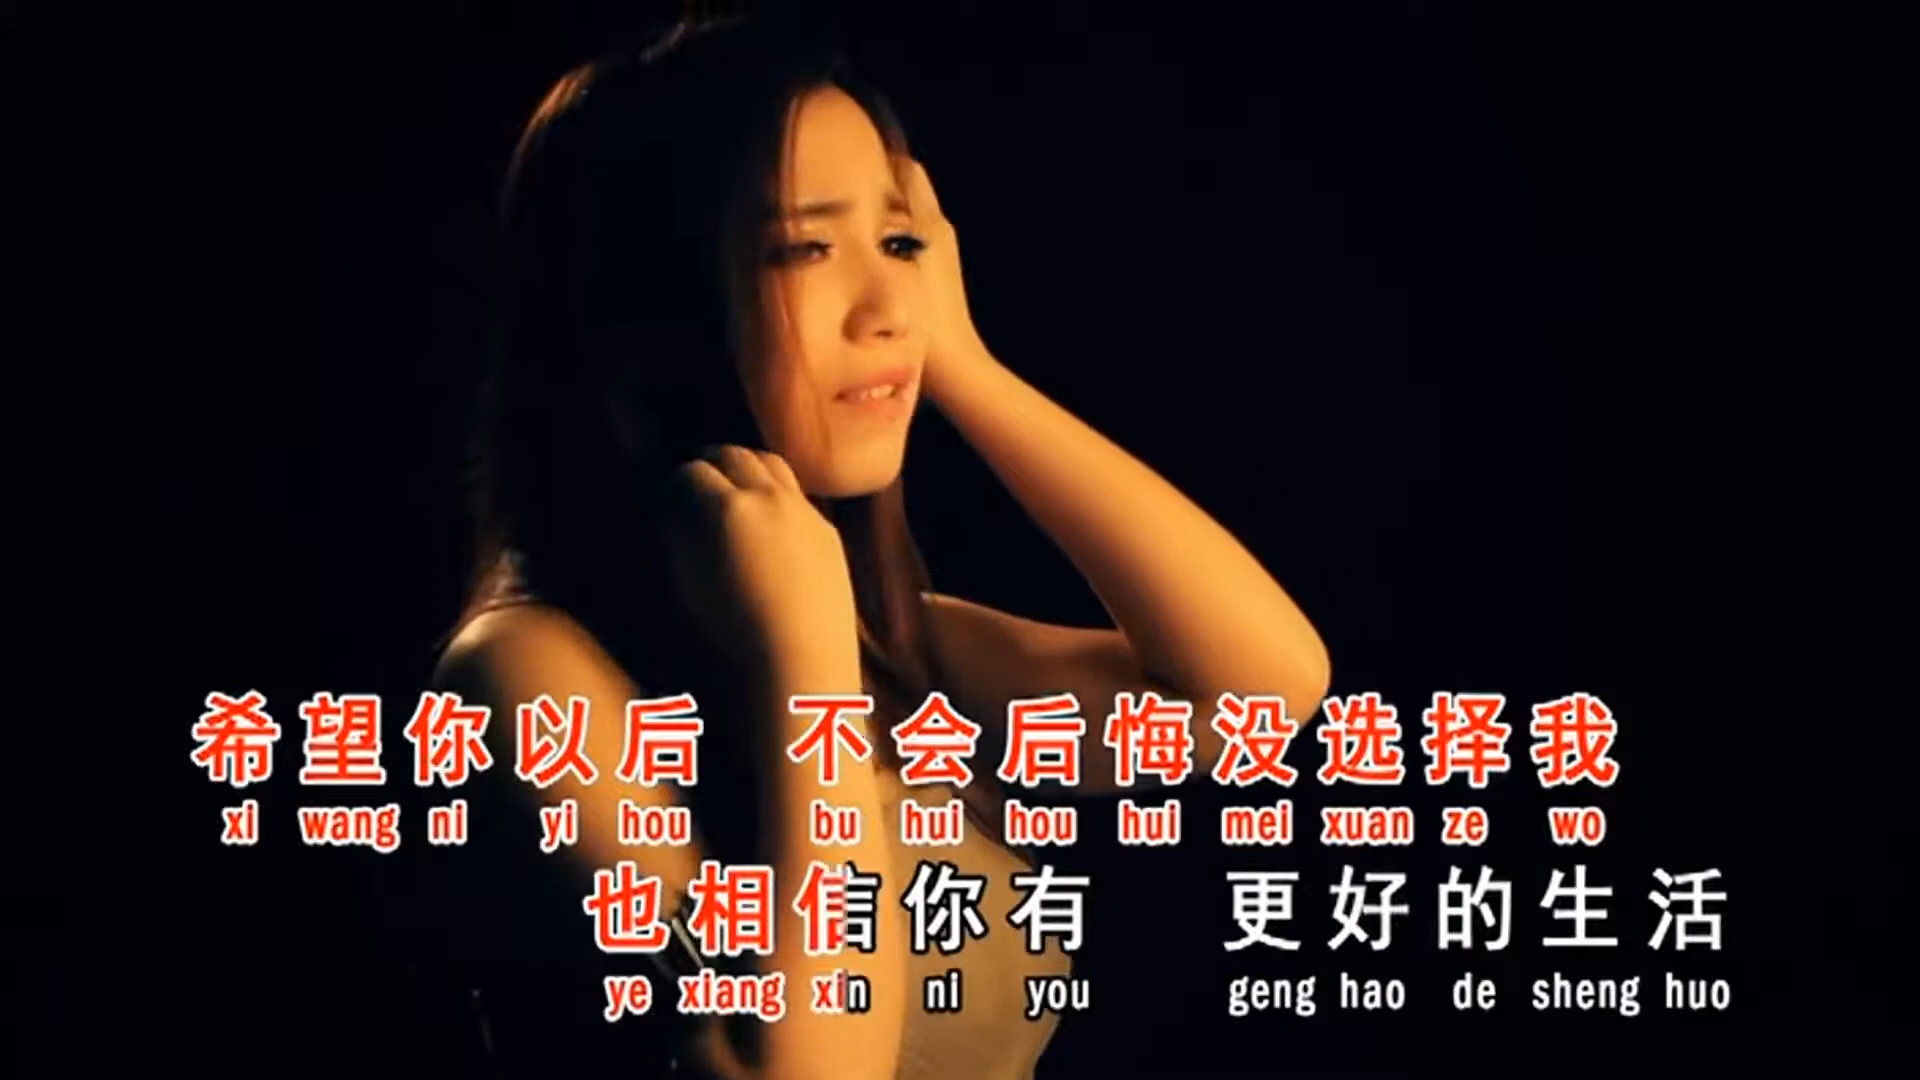 希望你以后 不会后悔没选择我
xi wang ni yi hou bu hui hou hui mei xuan ze wo
也相信你有 更好的生活
ye xiang xin ni you geng hao de sheng huo